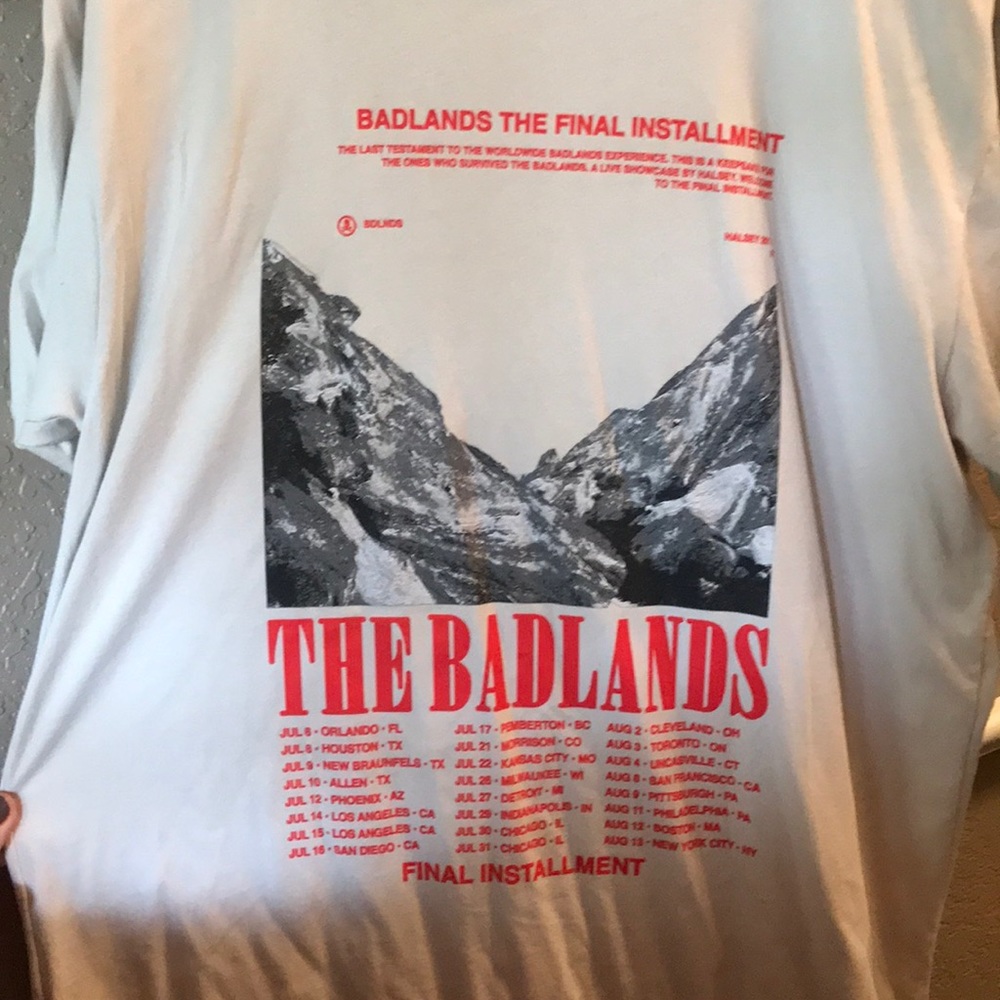 BADLANDS THE FINAL INSTALLMENT
THE LAST TESTAMENT TO THE WORLDWIDE BADLANDS EXPERIENCE. THIS IS A KEEPSAKE FOR
THE ONES WHO SURVIVED THE BADLANDS. A LIVE SHOWCASE BY HALSEY. WELCOME
TO THE FINAL INSTALLMENT.
BDLNDS
HALSEY
THE BADLANDS
JUL 6 • ORLANDO • FL
JUL 8 • HOUSTON • TX
JUL 9 • NEW BRAUNFELS • TX
JUL 10 • ALLEN • TX
JUL 12 • PHOENIX • AZ
JUL 14 • LOS ANGELES • CA
JUL 15 • LOS ANGELES • CA
JUL 16 • SAN DIEGO • CA
JUL 17 • PEMBERTON • BC
JUL 21 • MORRISON • CO
JUL 22 • KANSAS CITY • MO
JUL 26 • MILWAUKEE • WI
JUL 27 • DETROIT • MI
JUL 29 • INDIANAPOLIS • IN
JUL 30 • CHICAGO • IL
JUL 31 • CHICAGO • IL
AUG 2 • CLEVELAND • OH
AUG 3 • TORONTO • ON
AUG 4 • UNCASVILLE • CT
AUG 6 • SAN FRANCISCO • CA
AUG 9 • PITTSBURGH • PA
AUG 11 • PHILADELPHIA • PA
AUG 12 • BOSTON • MA
AUG 13 • NEW YORK CITY • NY
FINAL INSTALLMENT